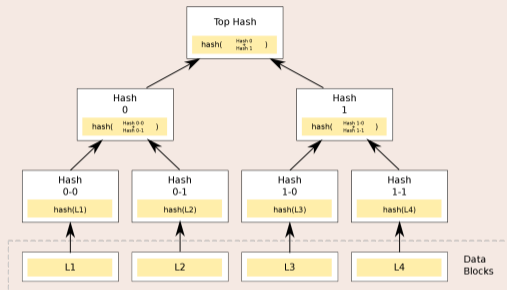 Top Hash
hash( Hash 0
+
Hash 1 )
Hash
0
hash( Hash 0-0
+
Hash 0-1 )
Hash
1
hash( Hash 1-0
+
Hash 1-1 )
Hash
0-0
hash(L1)
Hash
0-1
hash(L2)
Hash
1-0
hash(L3)
Hash
1-1
hash(L4)
L1
L2
L3
L4
Data
Blocks